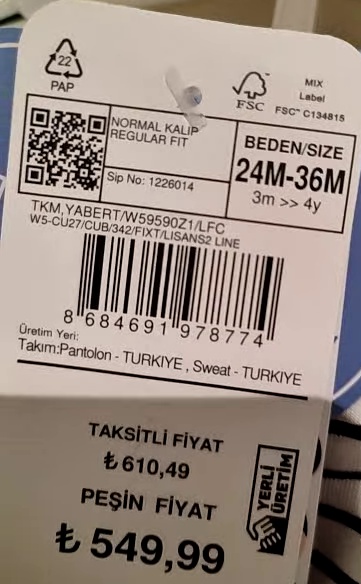 22
PAP
FSC
MIX
Label
FSC™ C134815
NORMAL KALIP
REGULAR FIT
Sip No: 1226014
BEDEN/SIZE
24M-36M
3m >> 4y
TKM,YABERT/W59590Z1/LFC
W5-CU27/CUB/342/FIXT/LISANS2 LINE
8 684691 978774
Üretim Yeri:
Takım:Pantolon - TURKIYE , Sweat - TURKIYE
TAKSİTLİ FİYAT
₺ 610,49
PEŞİN FİYAT
₺ 549,99
YERLİ
ÜRETİM